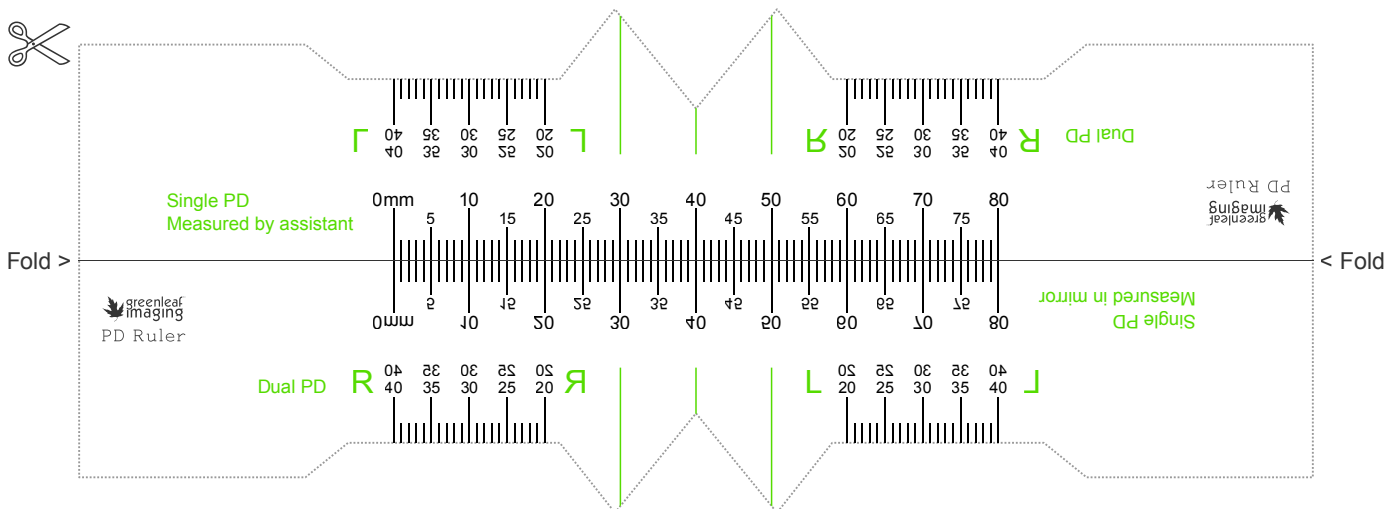 L 40 35 30 25 20 L R 20 25 30 35 40 R Dual PD
40 35 30 25 20 20 25 30 35 40
PD Ruler
greenleaf
imaging
Single PD
Measured by assistant
0mm 10 20 30 40 50 60 70 80
5 15 25 35 45 55 65 75
Fold > < Fold
5 15 25 35 45 55 65 75
0mm 10 20 30 40 50 60 70 80
Single PD
Measured in mirror
greenleaf
imaging
PD Ruler
40 35 30 25 20 20 25 30 35 40
Dual PD R 40 35 30 25 20 R L 20 25 30 35 40 L